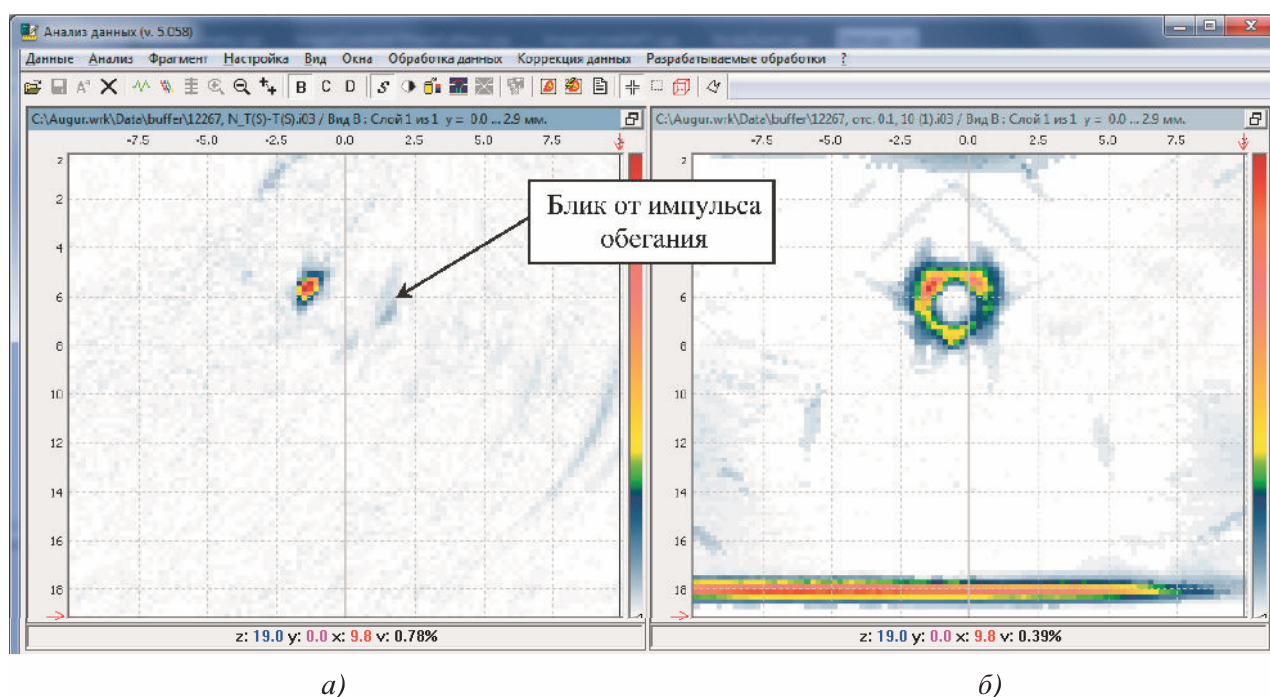 Анализ данных (v. 5.058)
Данные Анализ Фрагмент Настройка Вид Окна Обработка данных Коррекция данных Разрабатываемые обработки ?
B C D S
C:\Augur.wrk\Data\buffer\12267, N_T(S)-T(S).i03 / Вид B : Слой 1 из 1 y = 0.0 ... 2.9 мм.
-7.5 -5.0 -2.5 0.0 2.5 5.0 7.5
z
2
4
6
8
10
12
14
16
18
z: 19.0 y: 0.0 x: 9.8 v: 0.78%
Блик от импульса
обегания
C:\Augur.wrk\Data\buffer\12267, отс. 0.1, 10 (1).i03 / Вид B : Слой 1 из 1 y = 0.0 ... 2.9 мм.
-7.5 -5.0 -2.5 0.0 2.5 5.0 7.5
z
2
4
6
8
10
12
14
16
18
z: 19.0 y: 0.0 x: 9.8 v: 0.39%
а)
б)